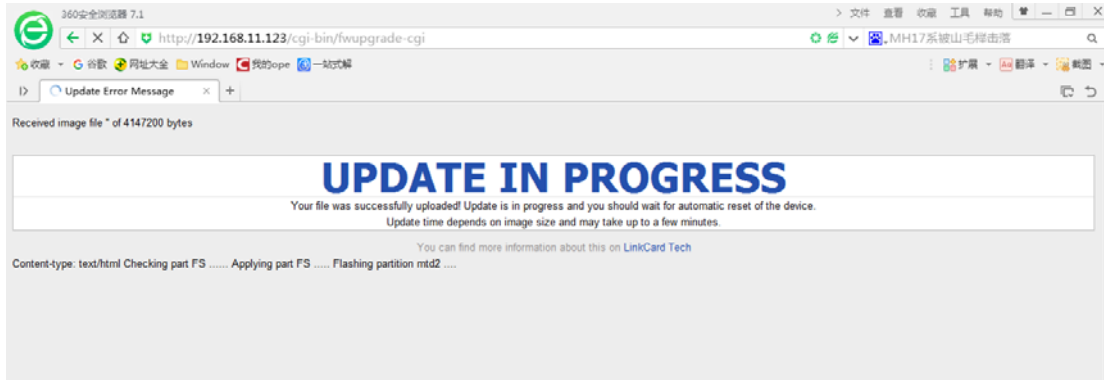 360安全浏览器 7.1
文件 查看 收藏 工具 帮助
http://192.168.11.123/cgi-bin/fwupgrade-cgi
MH17系被山毛榉击落
收藏 谷歌 网址大全 Window 我的ope 一站式解
扩展 翻译 截图
Update Error Message
Received image file '' of 4147200 bytes
UPDATE IN PROGRESS
Your file was successfully uploaded! Update is in progress and you should wait for automatic reset of the device.
Update time depends on image size and may take up to a few minutes.
You can find more information about this on LinkCard Tech
Content-type: text/html Checking part FS ...... Applying part FS ..... Flashing partition mtd2 ....